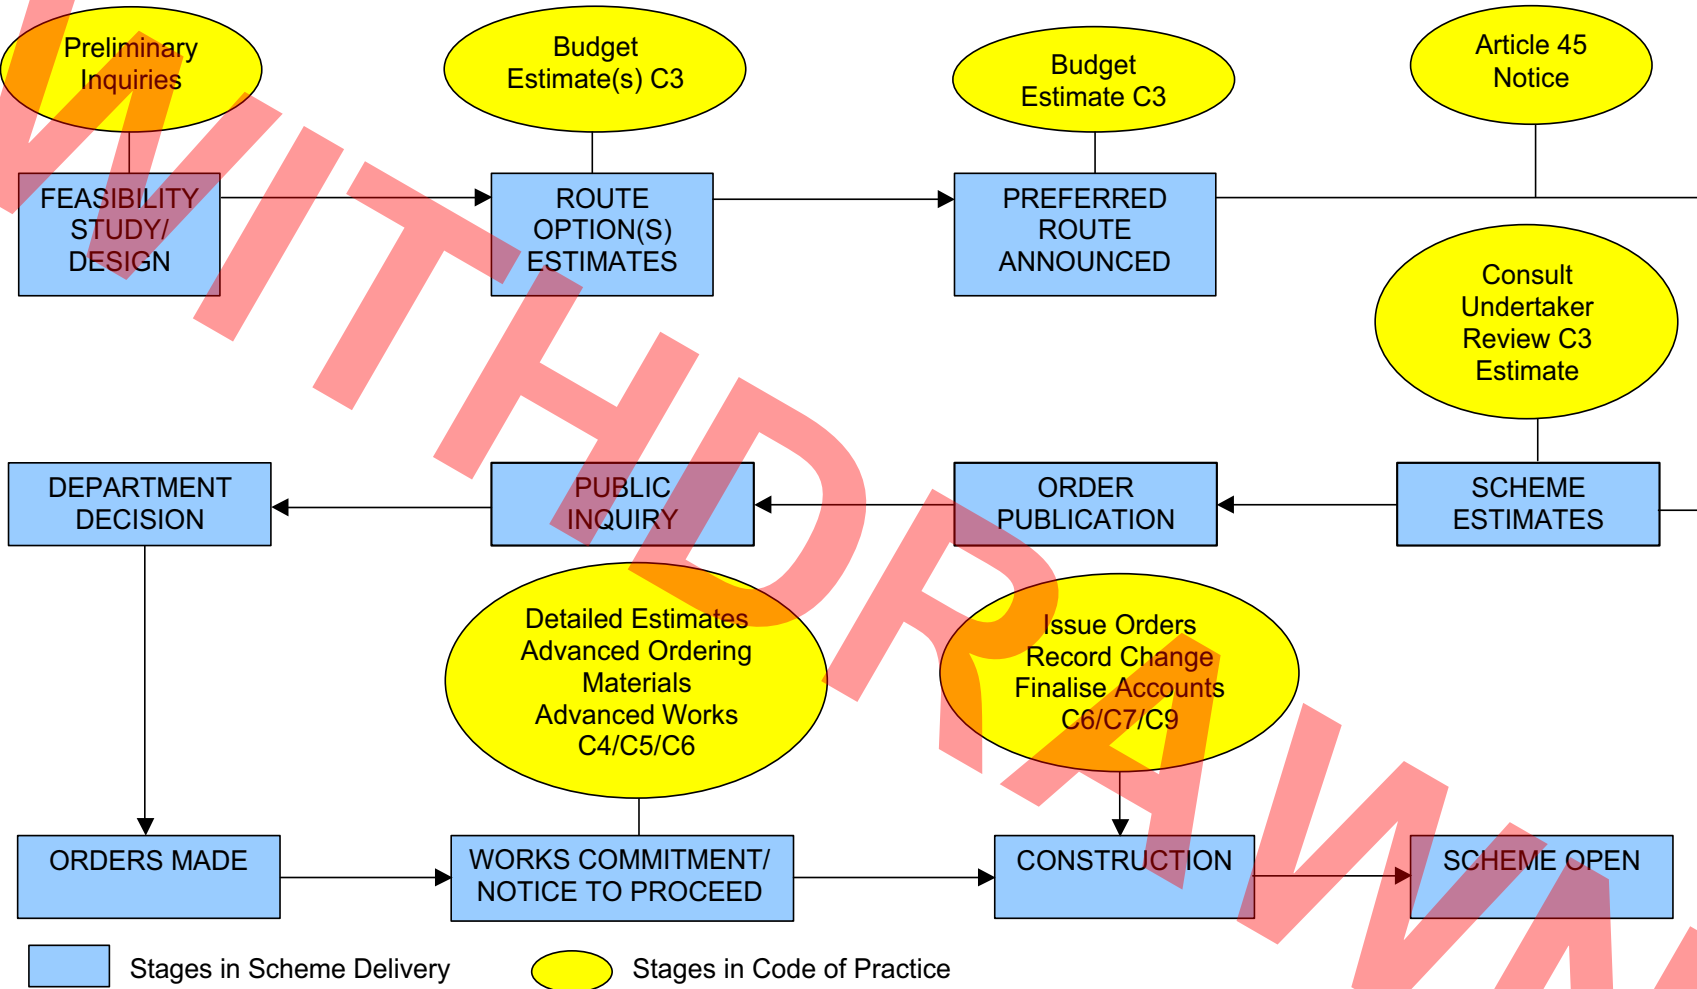 Preliminary
Inquiries
Budget
Estimate(s) C3
Budget
Estimate C3
Article 45
Notice
FEASIBILITY
STUDY/
DESIGN
ROUTE
OPTION(S)
ESTIMATES
PREFERRED
ROUTE
ANNOUNCED
Consult
Undertaker
Review C3
Estimate
DEPARTMENT
DECISION
PUBLIC
INQUIRY
ORDER
PUBLICATION
SCHEME
ESTIMATES
Detailed Estimates
Advanced Ordering
Materials
Advanced Works
C4/C5/C6
Issue Orders
Record Change
Finalise Accounts
C6/C7/C9
ORDERS MADE
WORKS COMMITMENT/
NOTICE TO PROCEED
CONSTRUCTION
SCHEME OPEN
Stages in Scheme Delivery
Stages in Code of Practice
WITHDRAWN